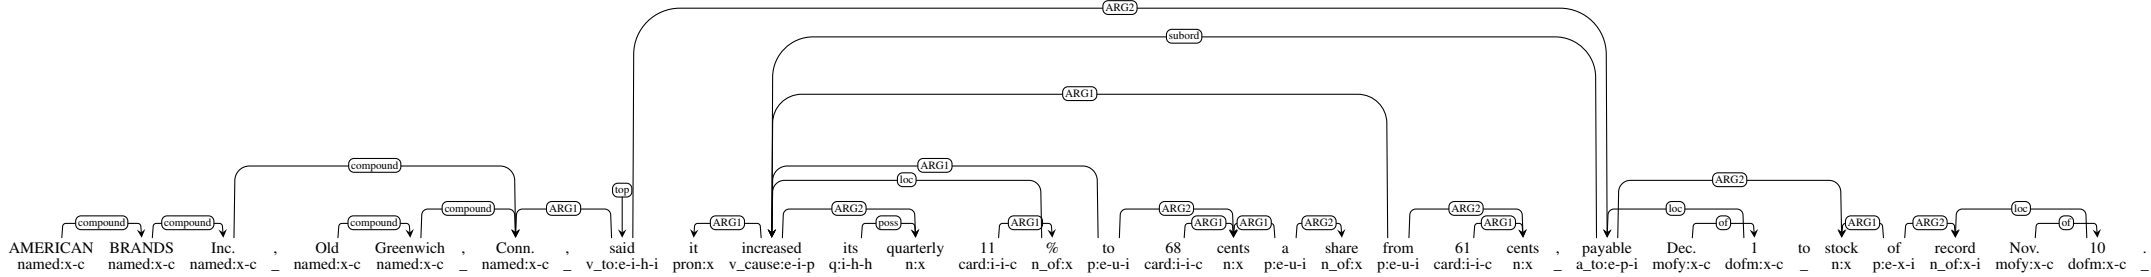 ARG2
subord
ARG1
compound ARG1
loc
top
compound compound compound compound ARG1 ARG1 ARG2 poss ARG1 ARG2 ARG1 ARG1 ARG2 ARG2 ARG1 ARG2 loc of ARG1 ARG2 loc of
AMERICAN BRANDS Inc. , Old Greenwich , Conn. , said it increased its quarterly 11 % to 68 cents a share from 61 cents , payable Dec. 1 to stock of record Nov. 10 .
named:x-c named:x-c named:x-c _ named:x-c named:x-c _ named:x-c _ v_to:e-i-h-i pron:x v_cause:e-i-p q:i-h-h n:x card:i-i-c n_of:x p:e-u-i card:i-i-c n:x p:e-u-i n_of:x p:e-u-i card:i-i-c n:x _ a_to:e-p-i mofy:x-c dofm:x-c _ n:x p:e-x-i n_of:x-i mofy:x-c dofm:x-c _